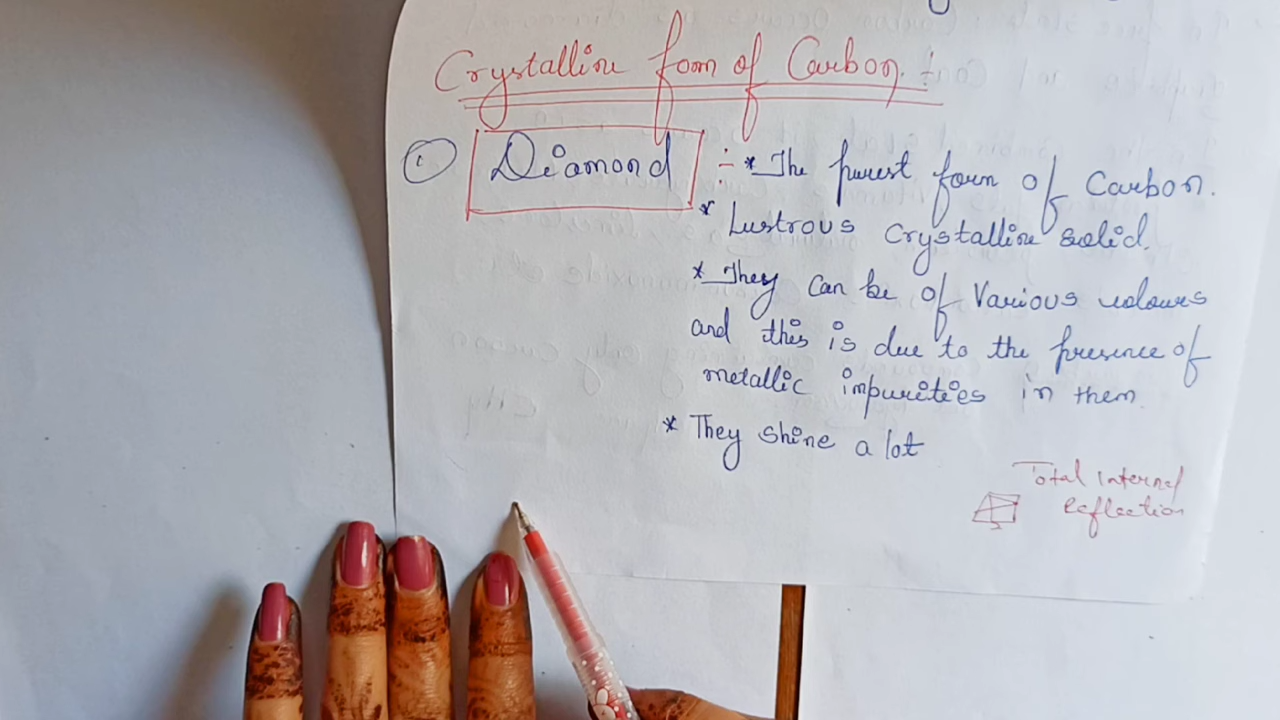 Crystalline form of Carbon :-
① Diamond ÷ * The purest form of Carbon.
* Lustrous crystalline solid.
* They can be of Various colours
and this is due to the presence of
metallic impurities in them
* They shine a lot
Total internal
reflection